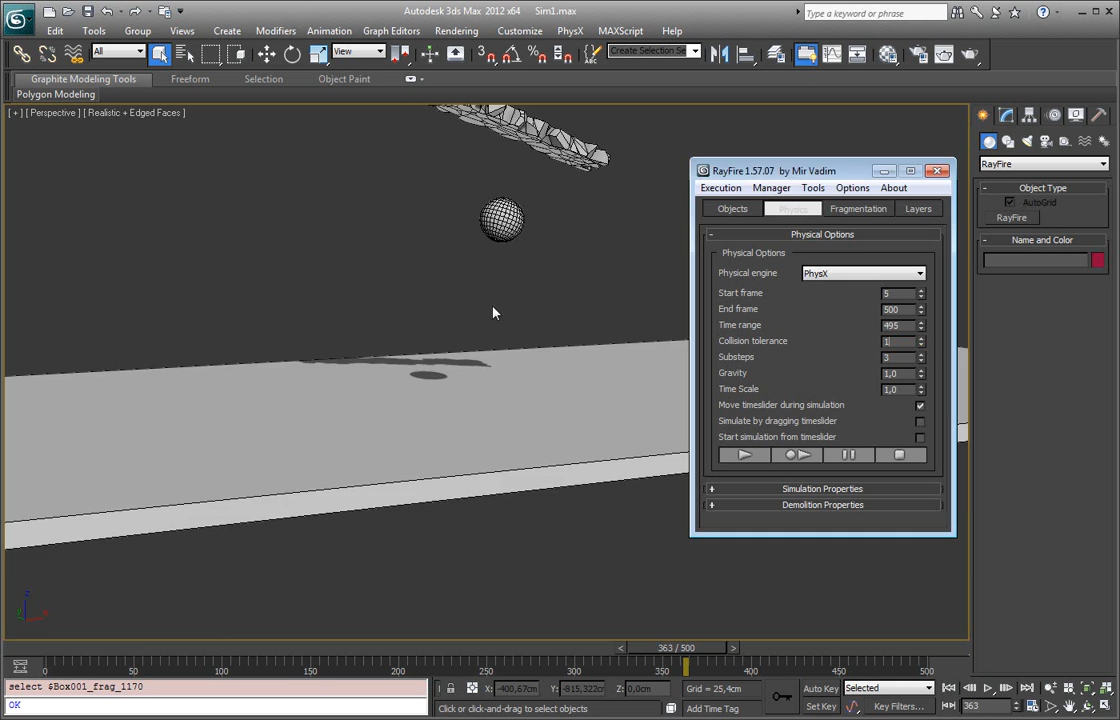 Autodesk 3ds Max 2012 x64 Sim1.max
Type a keyword or phrase
Edit Tools Group Views Create Modifiers Animation Graph Editors Rendering Customize PhysX MAXScript Help
All View Create Selection Se
Graphite Modeling Tools Freeform Selection Object Paint
Polygon Modeling
[ + ] [ Perspective ] [ Realistic + Edged Faces ]
RayFire 1.57.07 by Mir Vadim
Execution Manager Tools Options About
Objects Physics Fragmentation Layers
- Physical Options
Physical Options
Physical engine PhysX
Start frame 5
End frame 500
Time range 495
Collision tolerance 1
Substeps 3
Gravity 1,0
Time Scale 1,0
Move timeslider during simulation
Simulate by dragging timeslider
Start simulation from timeslider
+ Simulation Properties
+ Demolition Properties
RayFire
- Object Type
AutoGrid
RayFire
- Name and Color
z
x
y
< 363 / 500 >
0 50 100 150 200 250 300 350 400 450 500
select $Box001_frag_1170
OK
X: -400,67cm Y: -815,322cm Z: 0,0cm Grid = 25,4cm
Click or click-and-drag to select objects
Add Time Tag
Auto Key Selected
Set Key Key Filters...
363